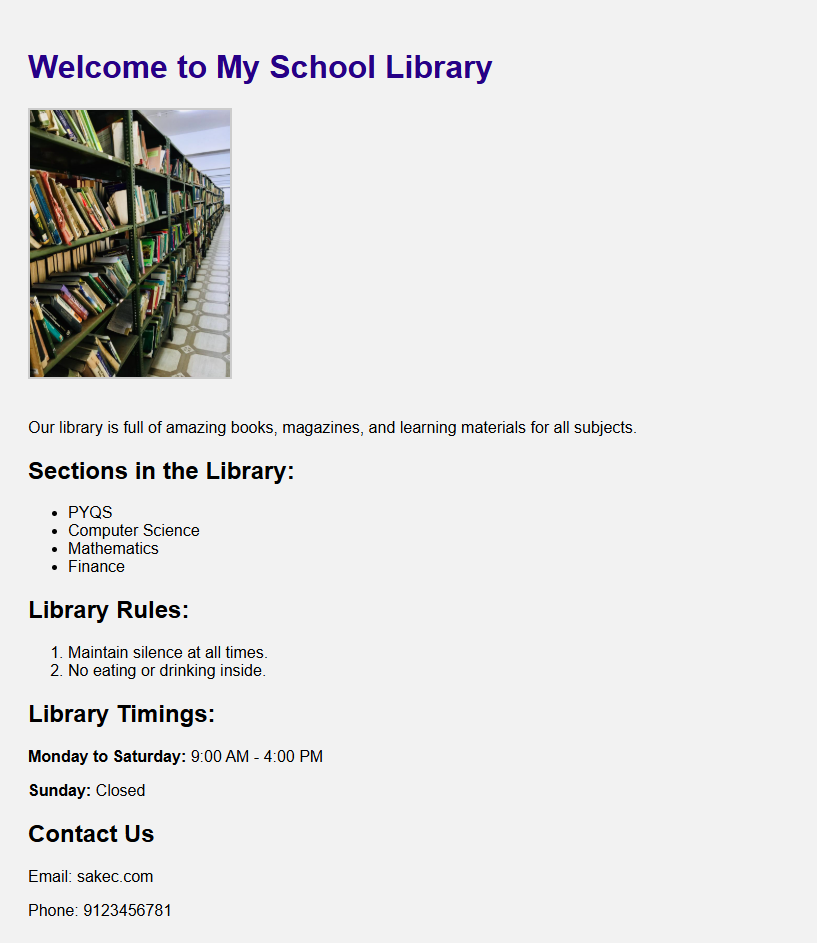 Welcome to My School Library
Our library is full of amazing books, magazines, and learning materials for all subjects.
Sections in the Library:
• PYQS
• Computer Science
• Mathematics
• Finance
Library Rules:
1. Maintain silence at all times.
2. No eating or drinking inside.
Library Timings:
Monday to Saturday: 9:00 AM - 4:00 PM
Sunday: Closed
Contact Us
Email: sakec.com
Phone: 9123456781